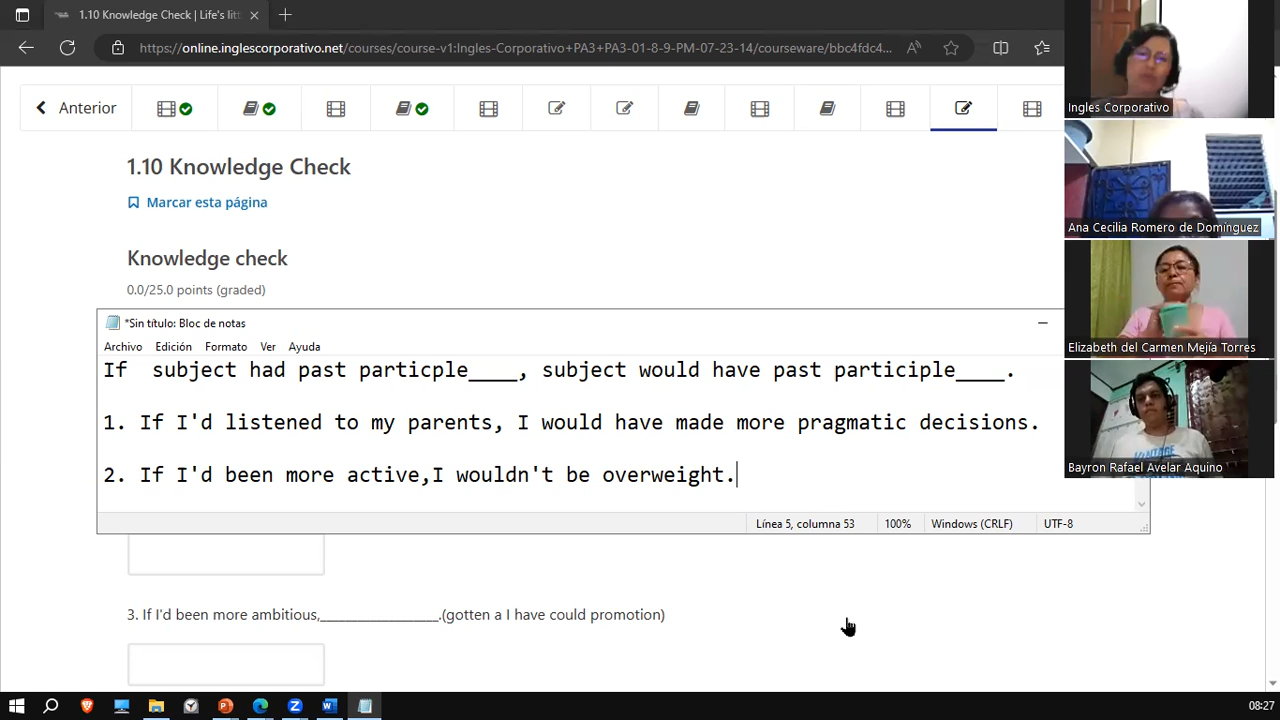 1.10 Knowledge Check | Life's litt
https://online.inglescorporativo.net/courses/course-v1:Ingles-Corporativo+PA3+PA3-01-8-9-PM-07-23-14/courseware/bbc4fdc4...
Anterior
1.10 Knowledge Check
Marcar esta página
Knowledge check
0.0/25.0 points (graded)
*Sin título: Bloc de notas
Archivo Edición Formato Ver Ayuda
If  subject had past particple____, subject would have past participle____.
1. If I'd listened to my parents, I would have made more pragmatic decisions.
2. If I'd been more active,I wouldn't be overweight.
Línea 5, columna 53 100% Windows (CRLF) UTF-8
3. If I'd been more ambitious,_________________.(gotten a I have could promotion)
Ingles Corporativo
Ana Cecilia Romero de Dominguez
Elizabeth del Carmen Mejía Torres
Bayron Rafael Avelar Aquino
08:27